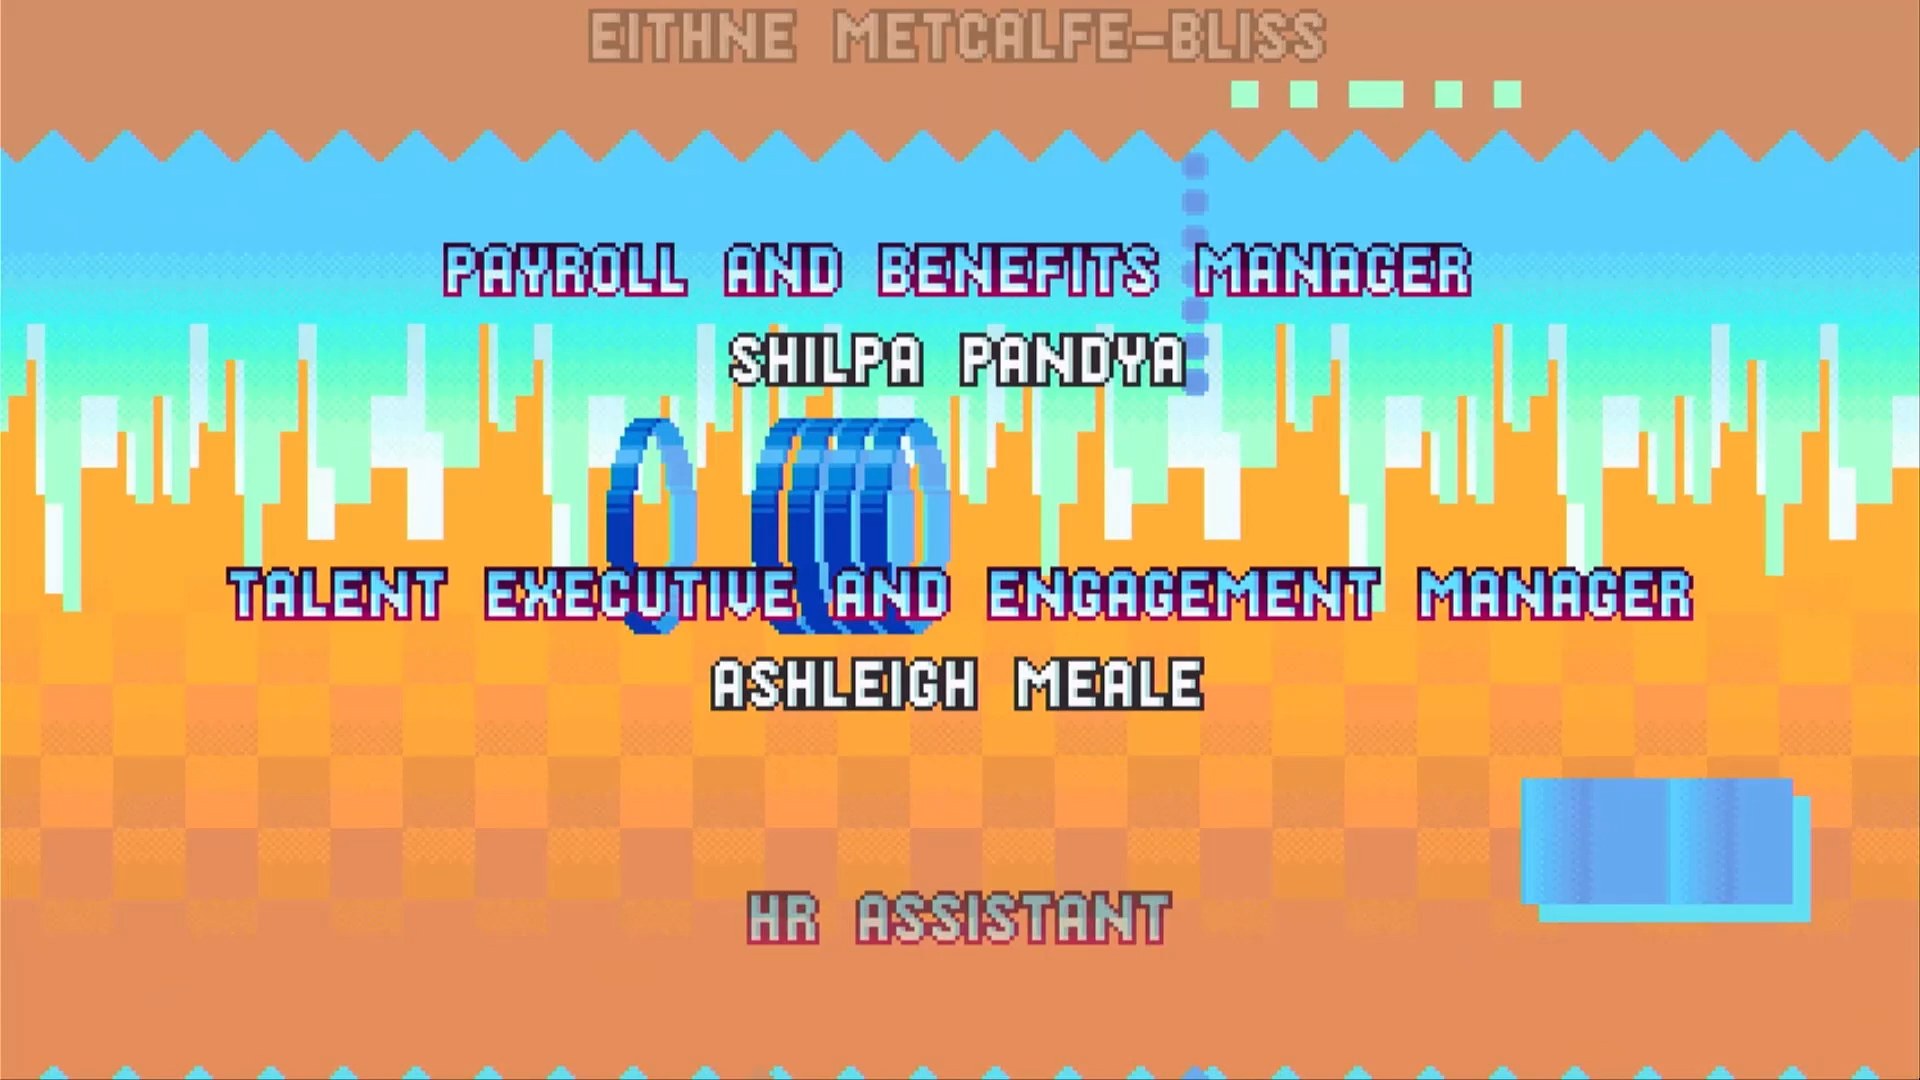 EITHNE METCALFE-BLISS
PAYROLL AND BENEFITS MANAGER
SHILPA PANDYA
TALENT EXECUTIVE AND ENGAGEMENT MANAGER
ASHLEIGH MEALE
HR ASSISTANT